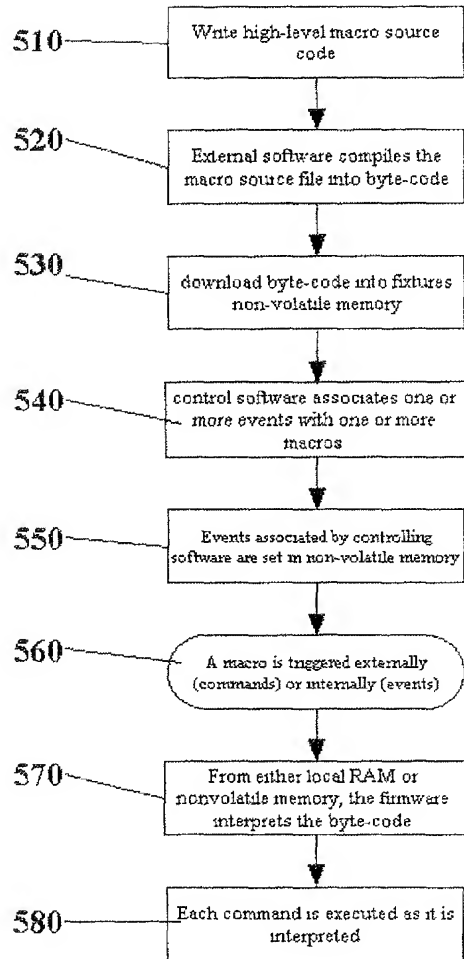 510
Write high-level macro source
code
520
External software compiles the
macro source file into byte-code
530
download byte-code into fixtures
non-volatile memory
540
control software associates one or
more events with one or more
macros
550
Events associated by controlling
software are set in non-volatile memory
560
A macro is triggered externally
(commands) or internally (events)
570
From either local RAM or
nonvolatile memory, the firmware
interprets the byte-code
580
Each command is executed as it is
interpreted